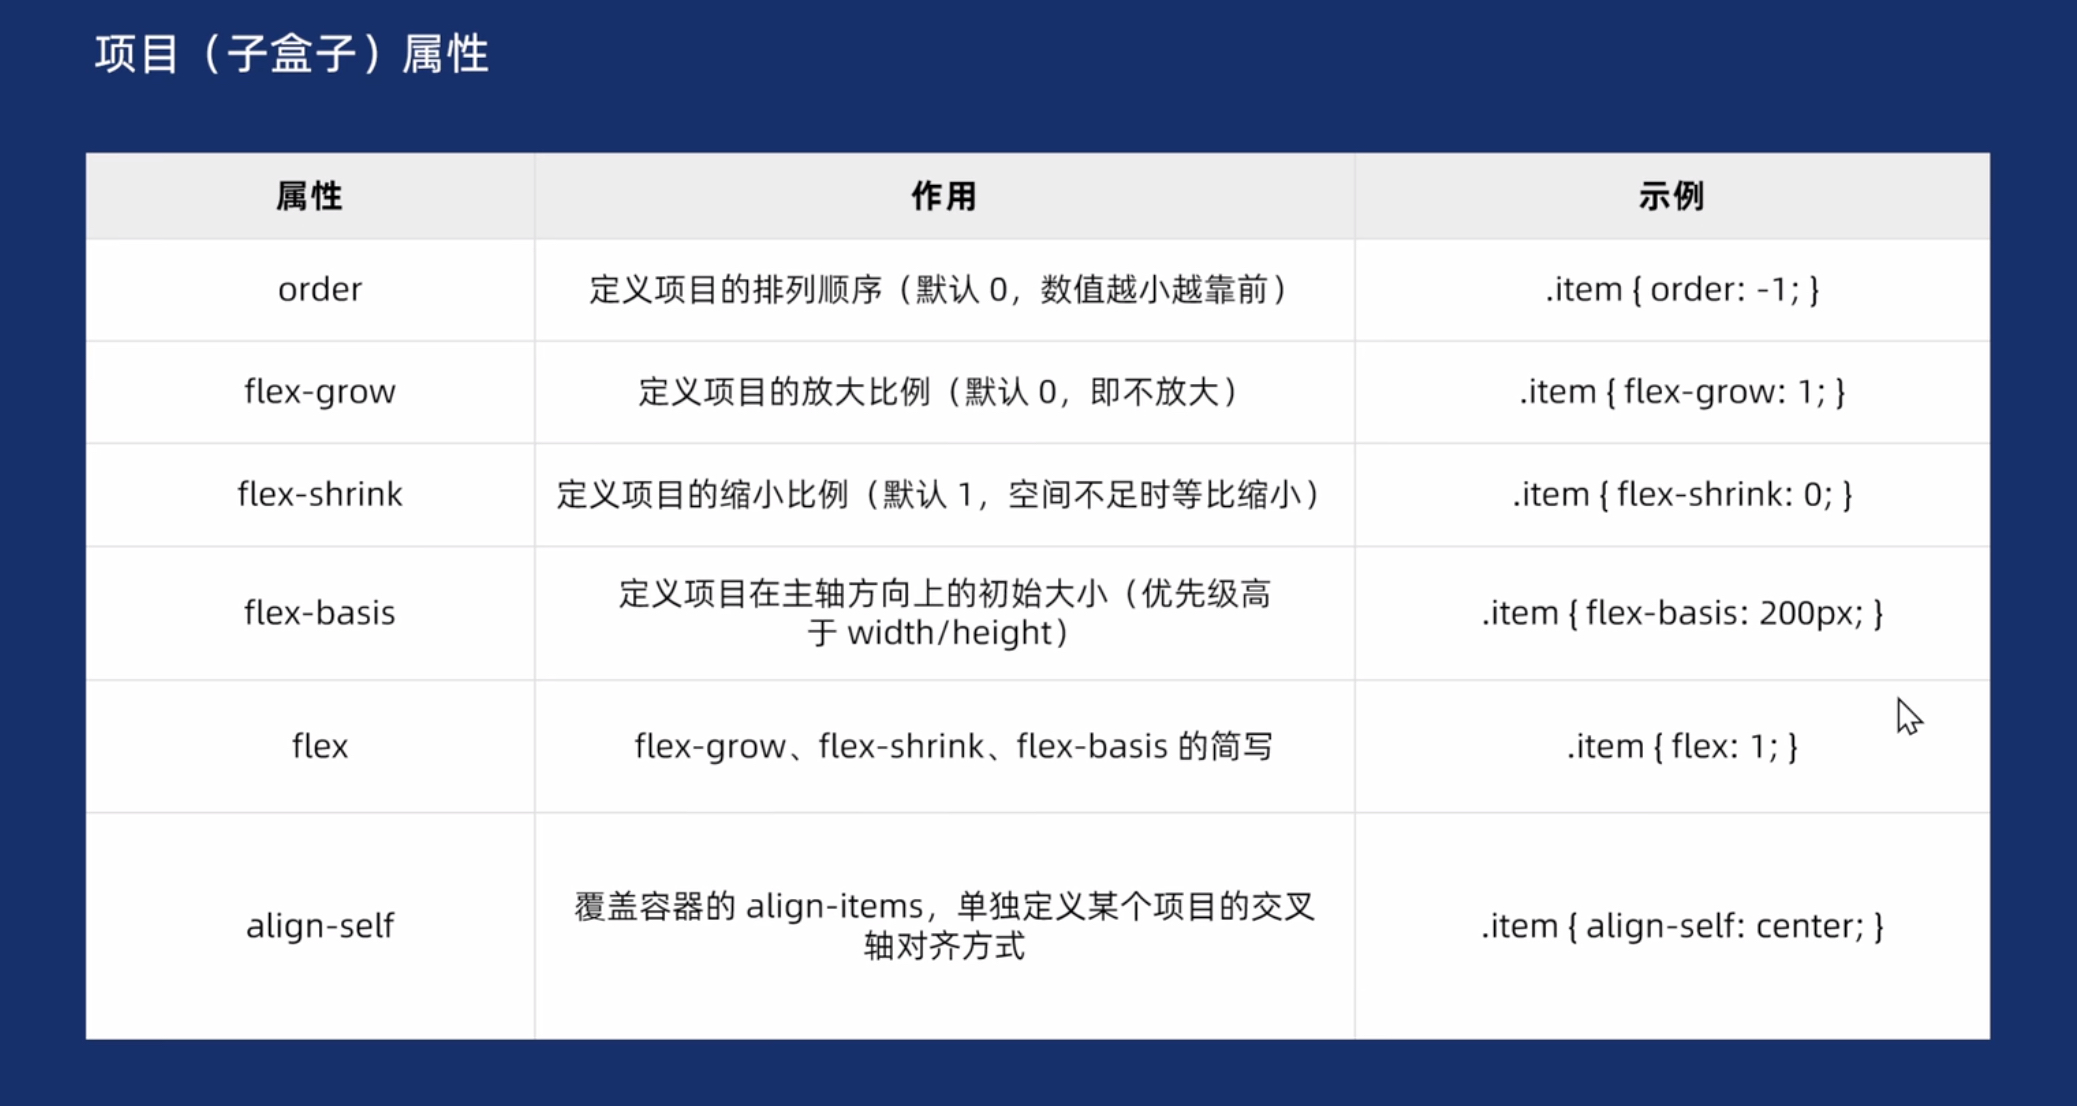 项目（子盒子）属性
属性
作用
示例
order
定义项目的排列顺序（默认 0，数值越小越靠前）
.item { order: -1; }
flex-grow
定义项目的放大比例（默认 0，即不放大）
.item { flex-grow: 1; }
flex-shrink
定义项目的缩小比例（默认 1，空间不足时等比缩小）
.item { flex-shrink: 0; }
flex-basis
定义项目在主轴方向上的初始大小（优先级高
于 width/height）
.item { flex-basis: 200px; }
flex
flex-grow、flex-shrink、flex-basis 的简写
.item { flex: 1; }
align-self
覆盖容器的 align-items，单独定义某个项目的交叉
轴对齐方式
.item { align-self: center; }